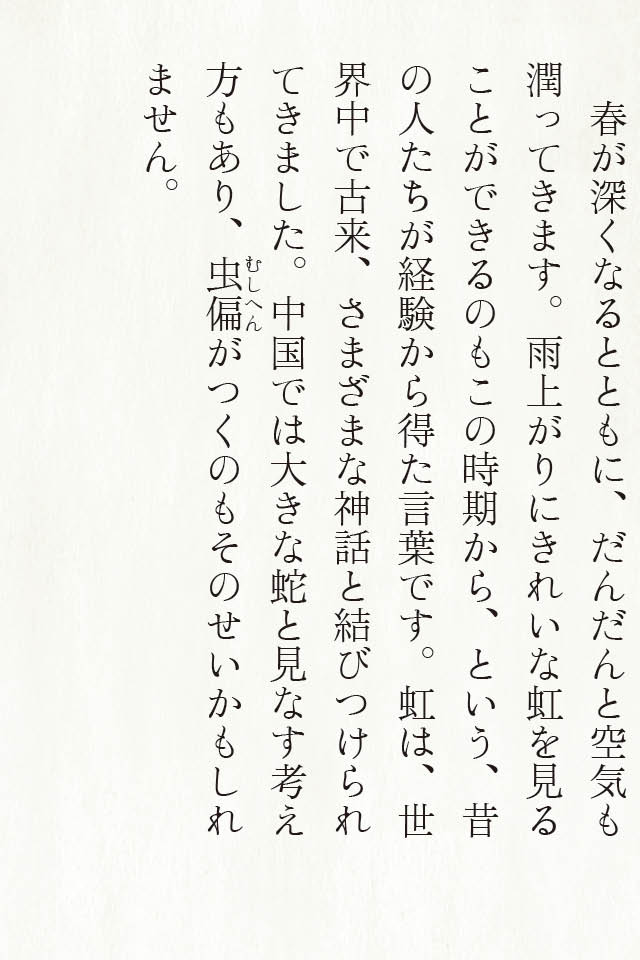 春が深くなるとともに、だんだんと空気も
潤ってきます。雨上がりにきれいな虹を見る
ことができるのもこの時期から、という、昔
の人たちが経験から得た言葉です。虹は、世
界中で古来、さまざまな神話と結びつけられ
てきました。中国では大きな蛇と見なす考え
方もあり、虫偏がつくのもそのせいかもしれ
むしへん
ません。